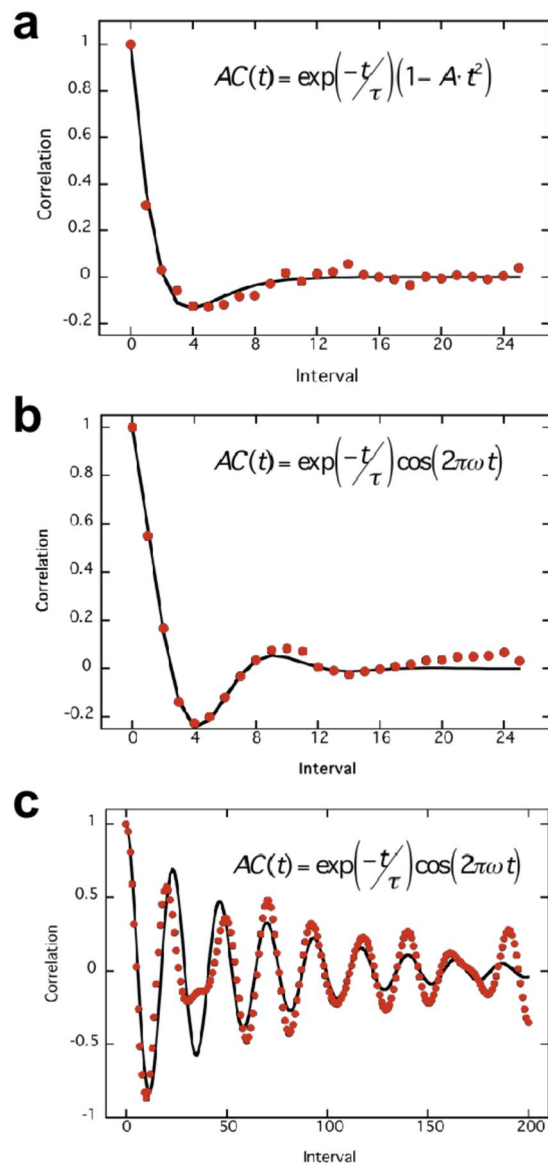 a
1
0.8
0.6
0.4
0.2
0
-0.2
Correlation
AC(t) = exp(-t/τ)(1- A· t²)
0 4 8 12 16 20 24
Interval
b
1
0.8
0.6
0.4
0.2
0
-0.2
Correlation
AC(t) = exp(-t/τ)cos(2πωt)
0 4 8 12 16 20 24
Interval
c
1
0.5
0
-0.5
-1
Correlation
AC(t) = exp(-t/τ)cos(2πωt)
0 50 100 150 200
Interval